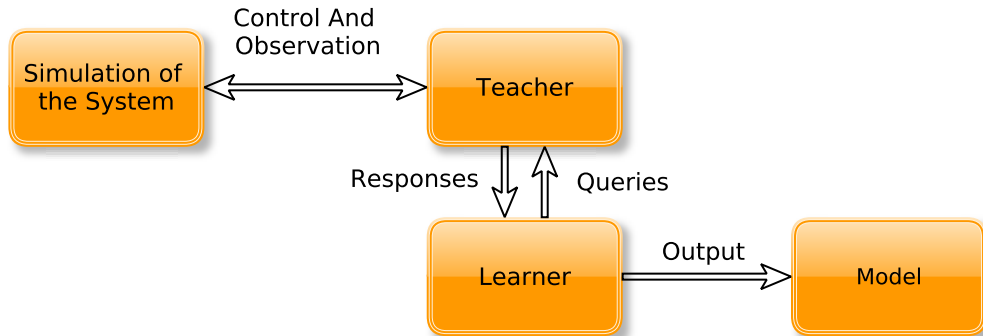 Control And
Observation
Simulation of
the System
Teacher
Responses
Queries
Learner
Output
Model